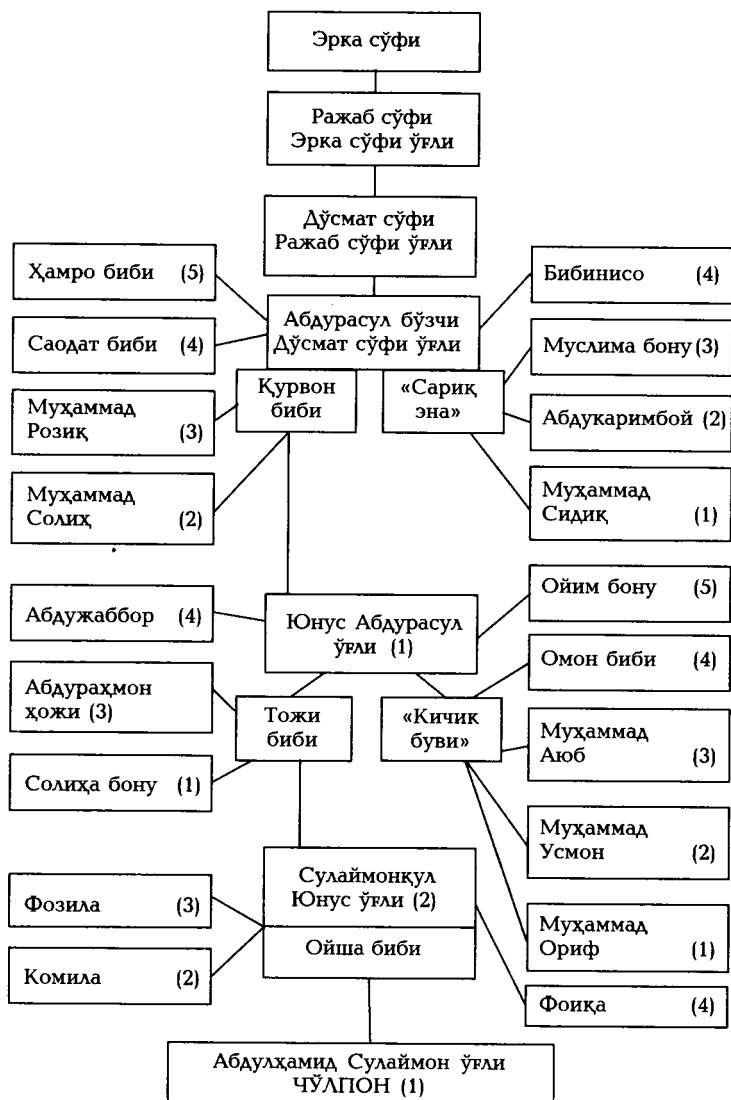 Эрка сўфи
Ражаб сўфи
Эрка сўфи ўғли
Дўсмат сўфи
Ражаб сўфи ўғли
Ҳамро биби (5)
Бибинисо (4)
Абдурасул бўзчи
Дўсмат сўфи ўғли
Саодат биби (4)
Муслима бону (3)
Қурвон
биби
«Сариқ
эна»
Муҳаммад
Розиқ (3)
Абдукаримбой (2)
Муҳаммад
Солиҳ (2)
Муҳаммад
Сидиқ (1)
Абдужаббор (4)
Юнус Абдурасул
ўғли (1)
Ойим бону (5)
Омон биби (4)
Абдураҳмон
ҳожи (3)
Тожи
биби
«Кичик
буви»
Муҳаммад
Аюб (3)
Солиҳа бону (1)
Муҳаммад
Усмон (2)
Сулаймонқул
Юнус ўғли (2)
Фозила (3)
Ойша биби
Муҳаммад
Ориф (1)
Комила (2)
Фоиқа (4)
Абдулҳамид Сулаймон ўғли
ЧЎЛПОН (1)